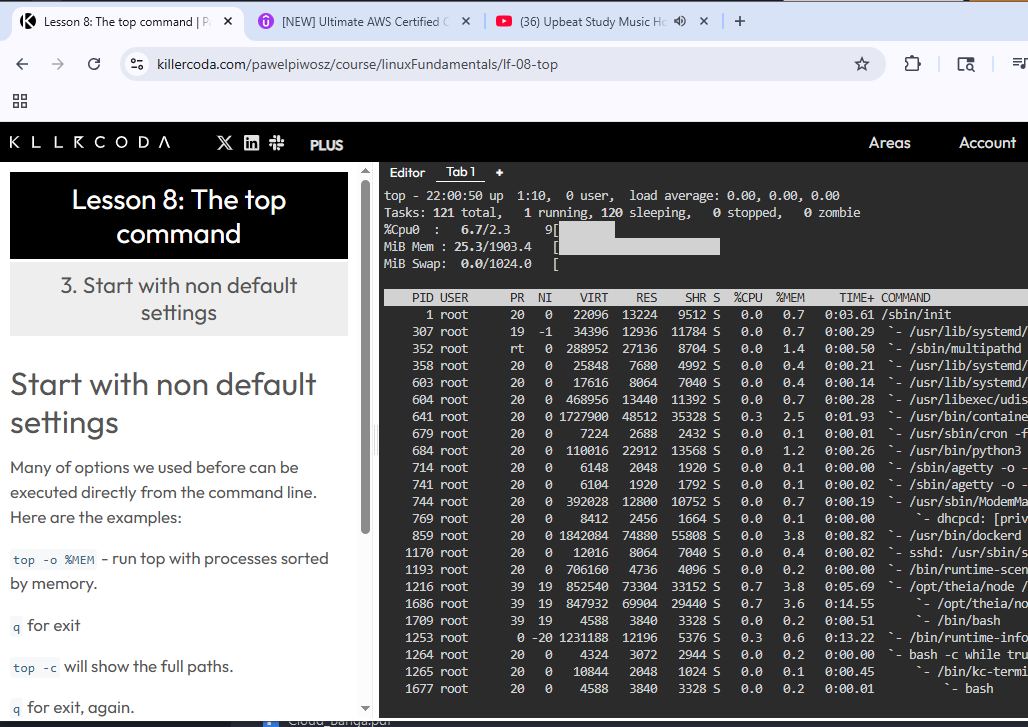 Lesson 8: The top command | P
[NEW] Ultimate AWS Certified C
(36) Upbeat Study Music Ho
killercoda.com/pawelpiwosz/course/linuxFundamentals/lf-08-top
KILLERCODA
PLUS
Areas
Account
Lesson 8: The top
command
3. Start with non default
settings
Start with non default
settings
Many of options we used before can be
executed directly from the command line.
Here are the examples:
top -o %MEM - run top with processes sorted
by memory.
q for exit
top -c will show the full paths.
q for exit, again.
Editor Tab 1 +
top - 22:00:50 up  1:10,  0 user,  load average: 0.00, 0.00, 0.00
Tasks: 121 total,   1 running, 120 sleeping,   0 stopped,   0 zombie
%Cpu0  :   6.7/2.3     9[
MiB Mem : 25.3/1903.4   [
MiB Swap:  0.0/1024.0   [
PID USER      PR  NI    VIRT    RES    SHR S  %CPU  %MEM     TIME+ COMMAND
1 root      20   0   22096  13224   9512 S   0.0   0.7   0:03.61 /sbin/init
307 root      19  -1   34396  12936  11784 S   0.0   0.7   0:00.29  `- /usr/lib/systemd/
352 root      rt   0  288952  27136   8704 S   0.0   1.4   0:00.50  `- /sbin/multipathd
358 root      20   0   25848   7680   4992 S   0.0   0.4   0:00.21  `- /usr/lib/systemd/
603 root      20   0   17616   8064   7040 S   0.0   0.4   0:00.14  `- /usr/lib/systemd/
604 root      20   0  468956  13440  11392 S   0.0   0.7   0:00.28  `- /usr/libexec/udis
641 root      20   0 1727900  48512  35328 S   0.3   2.5   0:01.93  `- /usr/bin/containe
679 root      20   0    7224   2688   2432 S   0.0   0.1   0:00.01  `- /usr/sbin/cron -f
684 root      20   0  110016  22912  13568 S   0.0   1.2   0:00.26  `- /usr/bin/python3
714 root      20   0    6148   2048   1920 S   0.0   0.1   0:00.00  `- /sbin/agetty -o -
741 root      20   0    6104   1920   1792 S   0.0   0.1   0:00.02  `- /sbin/agetty -o -
744 root      20   0  392028  12800  10752 S   0.0   0.7   0:00.19  `- /usr/sbin/ModemMa
769 root      20   0    8412   2456   1664 S   0.0   0.1   0:00.00      `- dhcpcd: [priv
859 root      20   0 1842084  74880  55808 S   0.0   3.8   0:00.82  `- /usr/bin/dockerd
1170 root      20   0   12016   8064   7040 S   0.0   0.4   0:00.02  `- sshd: /usr/sbin/s
1193 root      20   0  706160   4736   4096 S   0.0   0.2   0:00.00  `- /bin/runtime-scen
1216 root      39  19  852540  73304  33152 S   0.7   3.8   0:05.69  `- /opt/theia/node /
1686 root      39  19  847932  69904  29440 S   0.7   3.6   0:14.55      `- /opt/theia/no
1709 root      39  19    4588   3840   3328 S   0.0   0.2   0:00.51      `- /bin/bash
1253 root       0 -20 1231188  12196   5376 S   0.3   0.6   0:13.22  `- /bin/runtime-info
1264 root      20   0    4324   3072   2944 S   0.0   0.2   0:00.00  `- bash -c while tru
1265 root      20   0   10844   2048   1024 S   0.0   0.1   0:00.45      `- /bin/kc-termi
1677 root      20   0    4588   3840   3328 S   0.0   0.2   0:00.01          `- bash
Cloud_banga.pdf